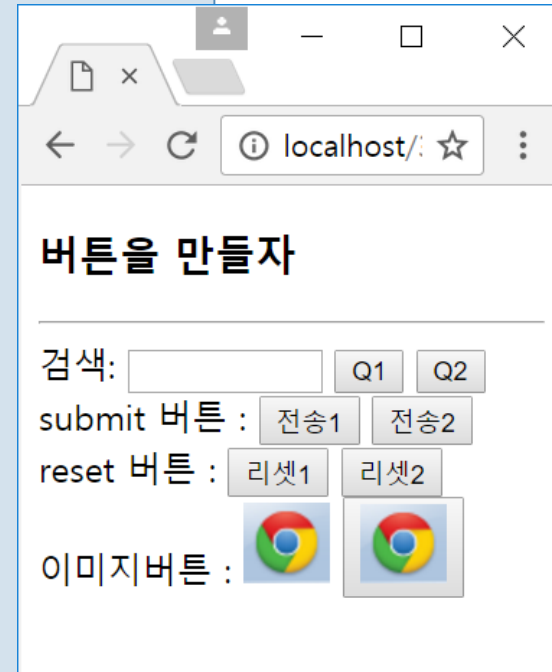 localhost/
버튼을 만들자
검색: Q1 Q2
submit 버튼 : 전송1 전송2
reset 버튼 : 리셋1 리셋2
이미지버튼 :